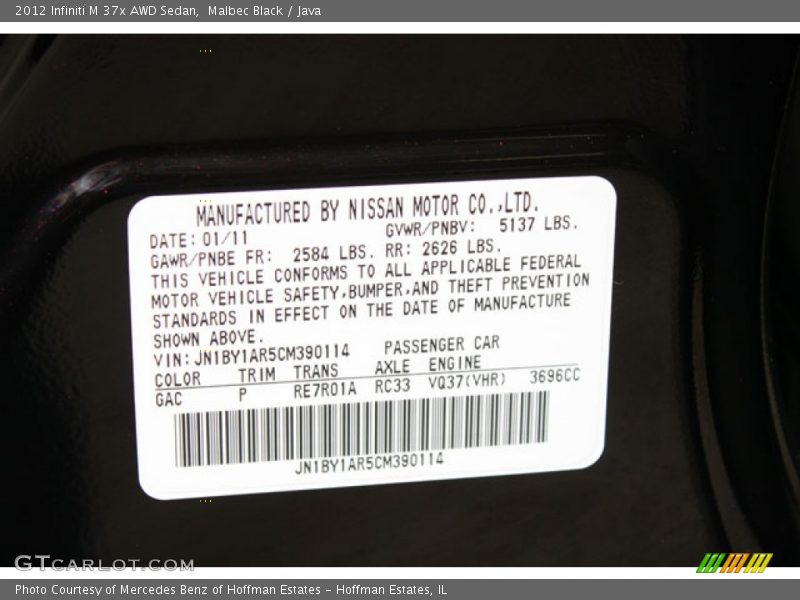 2012 Infiniti M 37x AWD Sedan,  Malbec Black / Java
MANUFACTURED BY NISSAN MOTOR CO.,LTD.
DATE: 01/11 GVWR/PNBV: 5137 LBS.
GAWR/PNBE FR: 2584 LBS. RR: 2626 LBS.
THIS VEHICLE CONFORMS TO ALL APPLICABLE FEDERAL
MOTOR VEHICLE SAFETY,BUMPER,AND THEFT PREVENTION
STANDARDS IN EFFECT ON THE DATE OF MANUFACTURE
SHOWN ABOVE.
VIN: JN1BY1AR5CM390114 PASSENGER CAR
COLOR TRIM TRANS AXLE ENGINE
GAC P RE7R01A RC33 VQ37(VHR) 3696CC
JN1BY1AR5CM390114
GTCARLOT.COM
Photo Courtesy of Mercedes Benz of Hoffman Estates - Hoffman Estates, IL